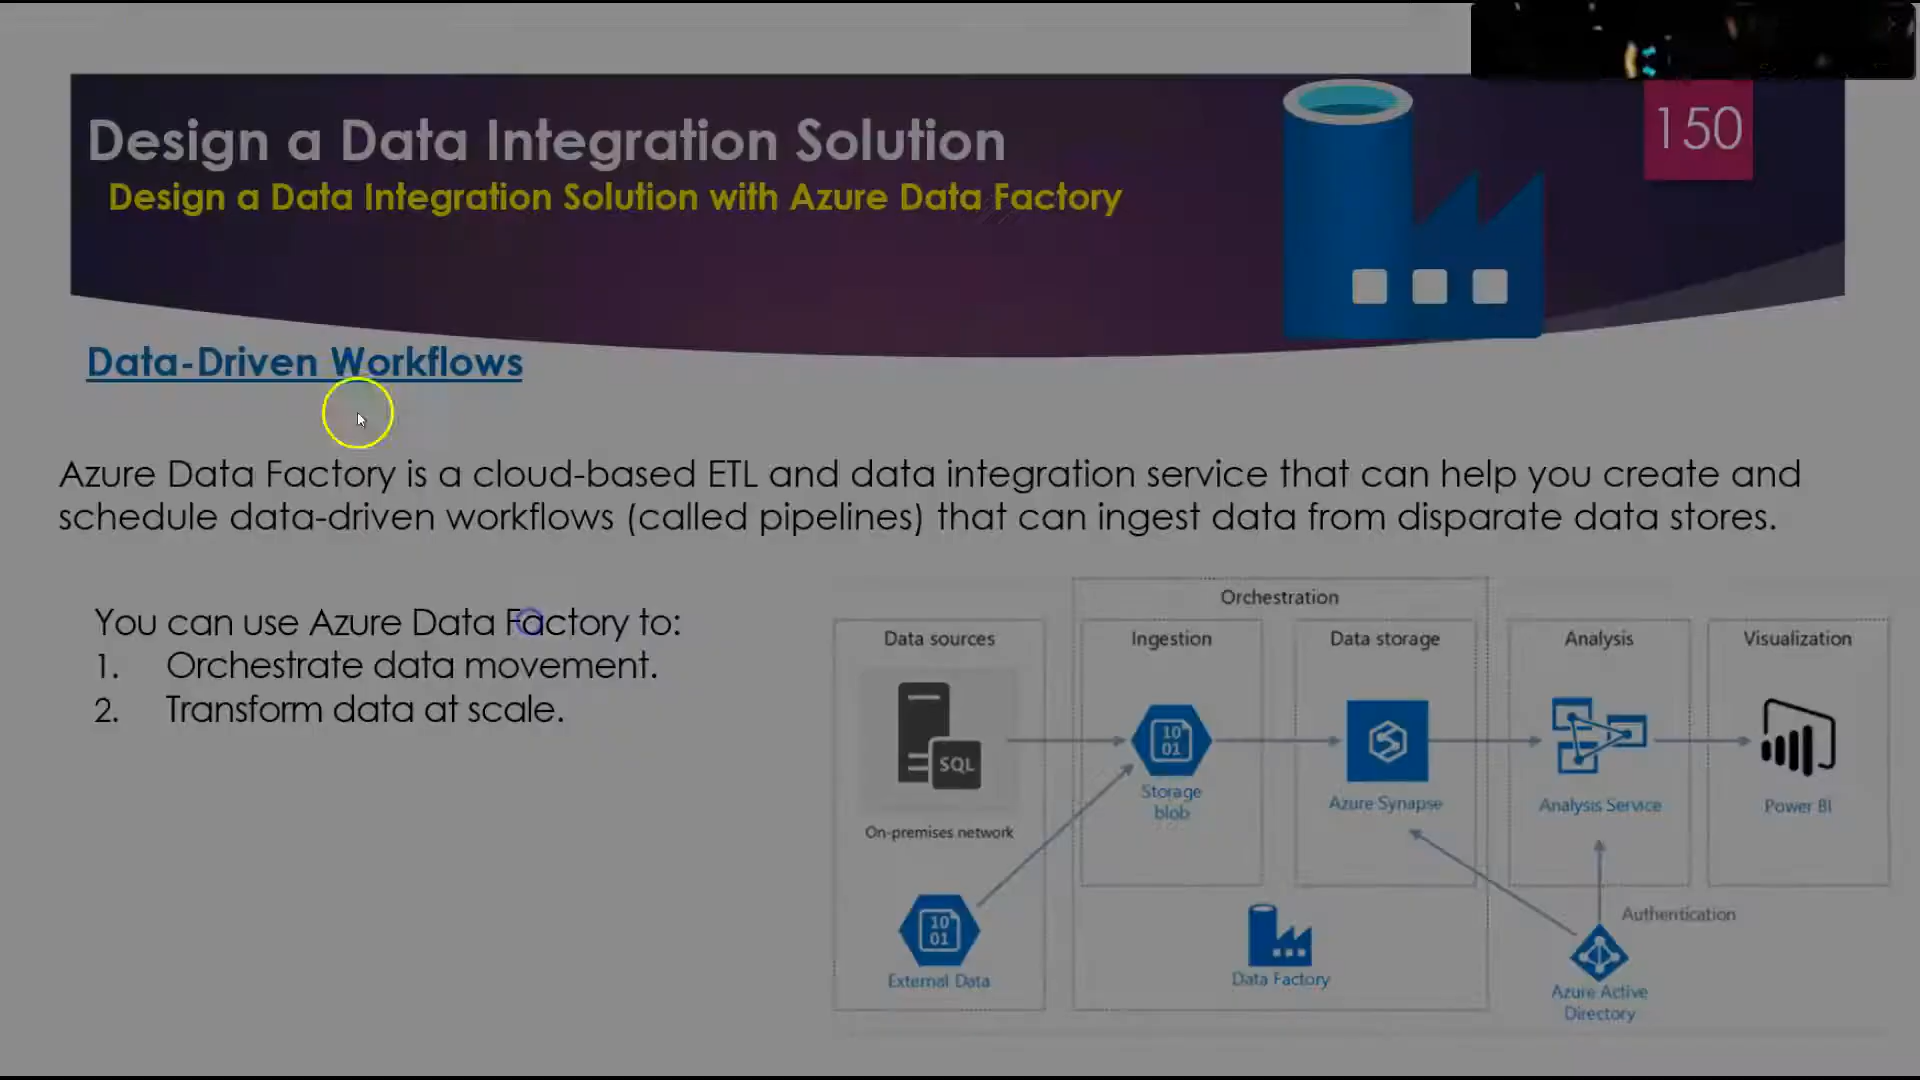 Design a Data Integration Solution
150
Design a Data Integration Solution with Azure Data Factory
Data-Driven Workflows
Azure Data Factory is a cloud-based ETL and data integration service that can help you create and
schedule data-driven workflows (called pipelines) that can ingest data from disparate data stores.
You can use Azure Data Factory to:
1. Orchestrate data movement.
2. Transform data at scale.
Orchestration
Data sources
Ingestion
Data storage
Analysis
Visualization
SQL
On-premises network
10
01
Storage
blob
Azure Synapse
Analysis Service
Power BI
10
01
External Data
Data Factory
Authentication
Azure Active
Directory